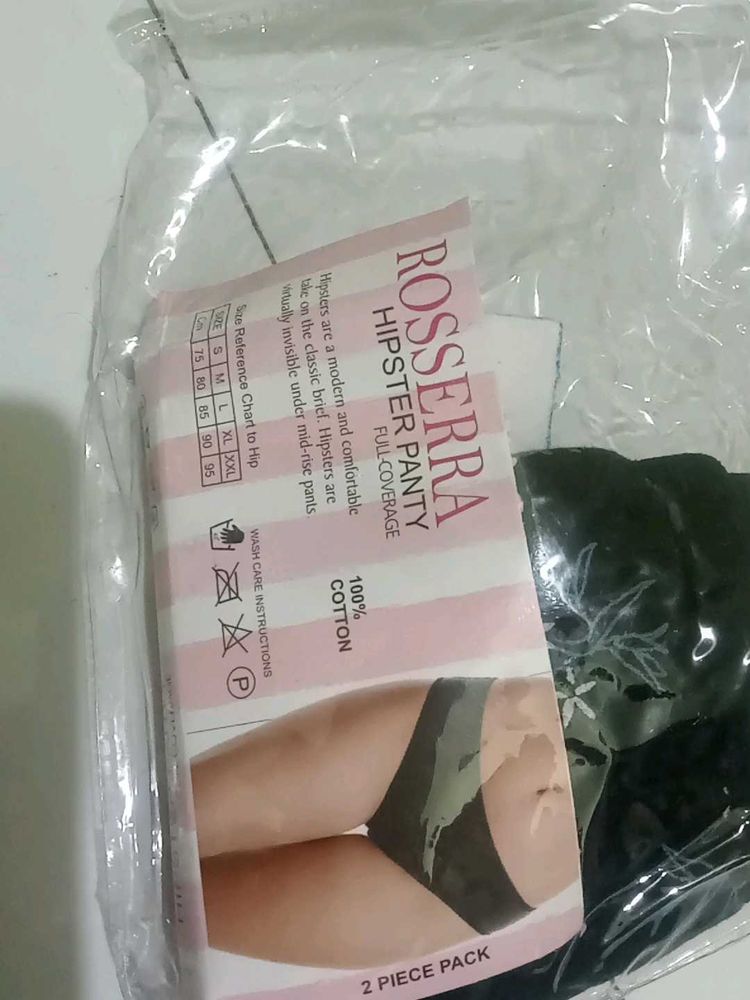 ROSSERRA
HIPSTER PANTY
FULL-COVERAGE
Hipsters are a modern and comfortable
take on the classic brief. Hipsters are
virtually invisible under mid-rise pants.
100%
COTTON
Size Reference Chart to Hip
SIZE S M L XL XXL
Cm 75 80 85 90 95
WASH CARE INSTRUCTIONS
P
2 PIECE PACK